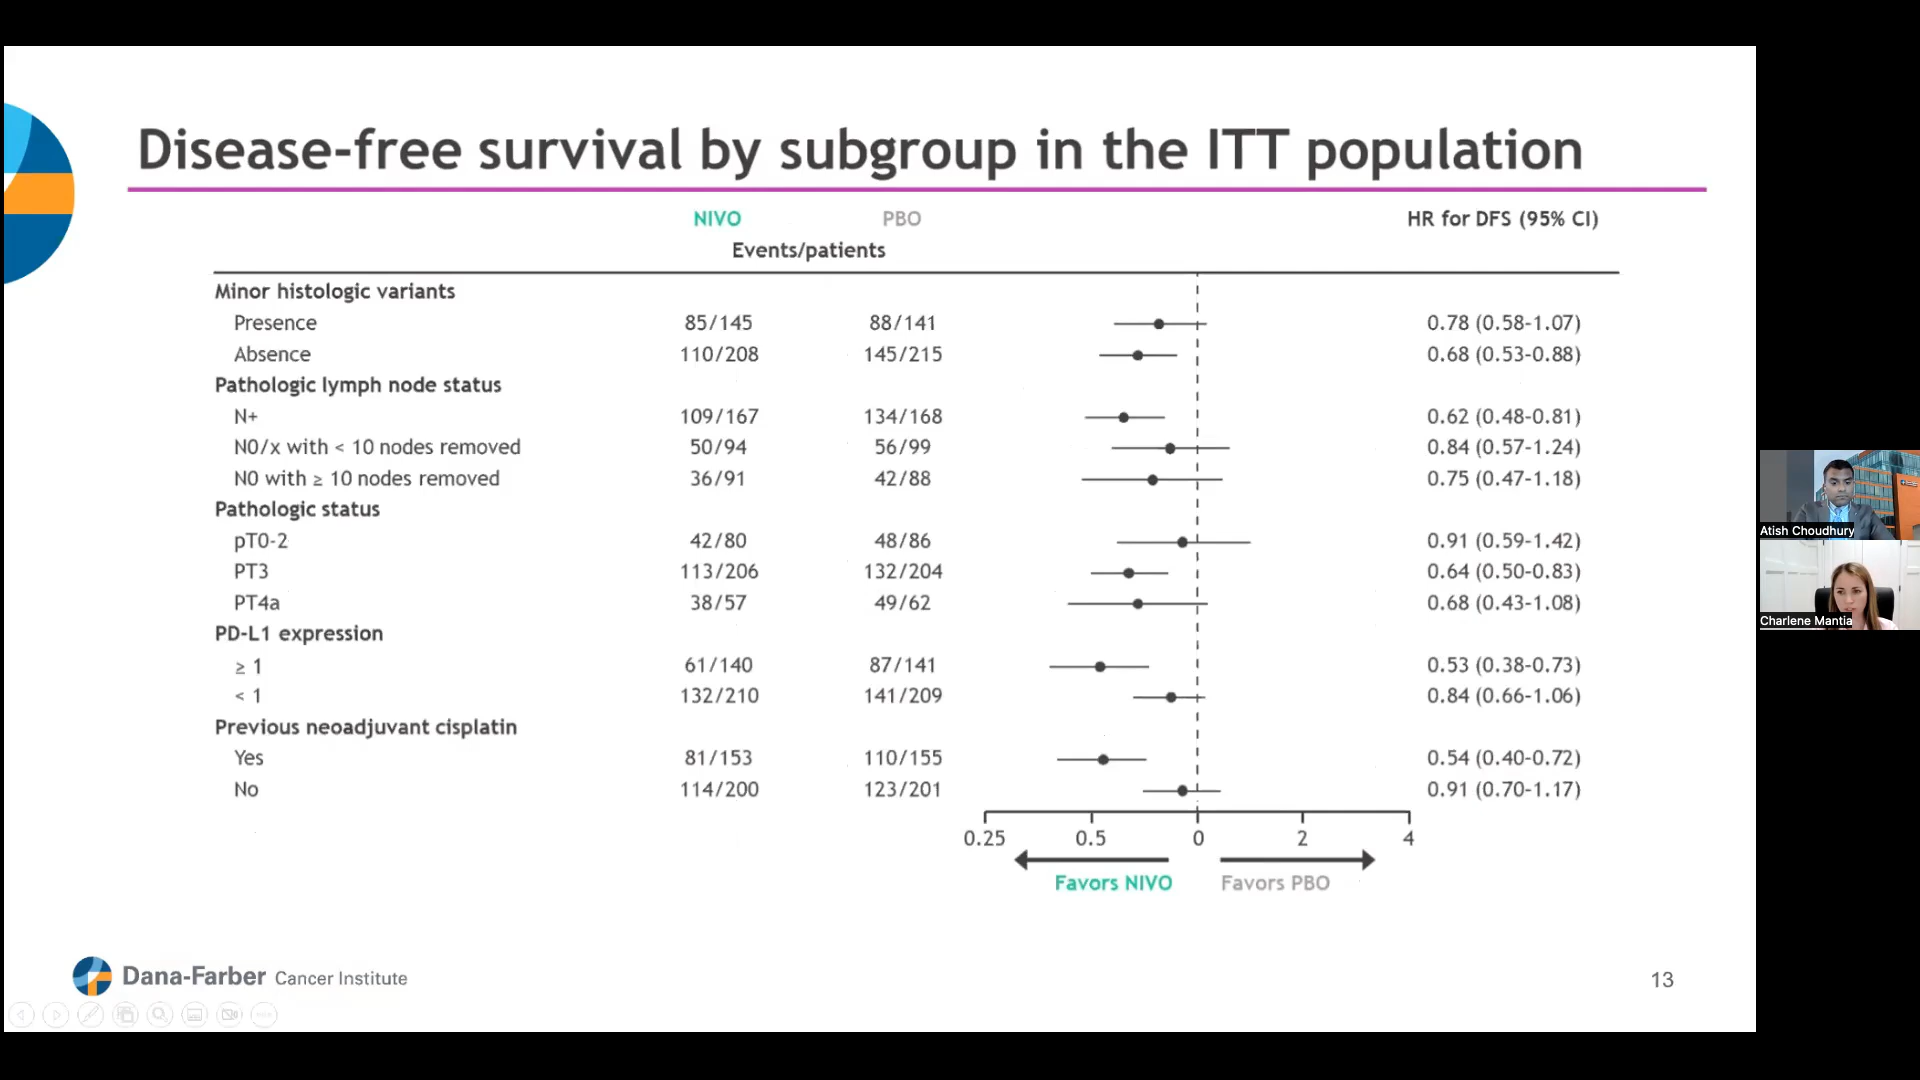 Disease-free survival by subgroup in the ITT population
NIVO PBO HR for DFS (95% CI)
Events/patients
Minor histologic variants
Presence 85/145 88/141 0.78 (0.58-1.07)
Absence 110/208 145/215 0.68 (0.53-0.88)
Pathologic lymph node status
N+ 109/167 134/168 0.62 (0.48-0.81)
N0/x with < 10 nodes removed 50/94 56/99 0.84 (0.57-1.24)
N0 with ≥ 10 nodes removed 36/91 42/88 0.75 (0.47-1.18)
Pathologic status
pT0-2 42/80 48/86 0.91 (0.59-1.42)
PT3 113/206 132/204 0.64 (0.50-0.83)
PT4a 38/57 49/62 0.68 (0.43-1.08)
PD-L1 expression
≥ 1 61/140 87/141 0.53 (0.38-0.73)
< 1 132/210 141/209 0.84 (0.66-1.06)
Previous neoadjuvant cisplatin
Yes 81/153 110/155 0.54 (0.40-0.72)
No 114/200 123/201 0.91 (0.70-1.17)
0.25 0.5 0 2 4
Favors NIVO Favors PBO
Dana-Farber Cancer Institute
13
Atish Choudhury
Charlene Mantia